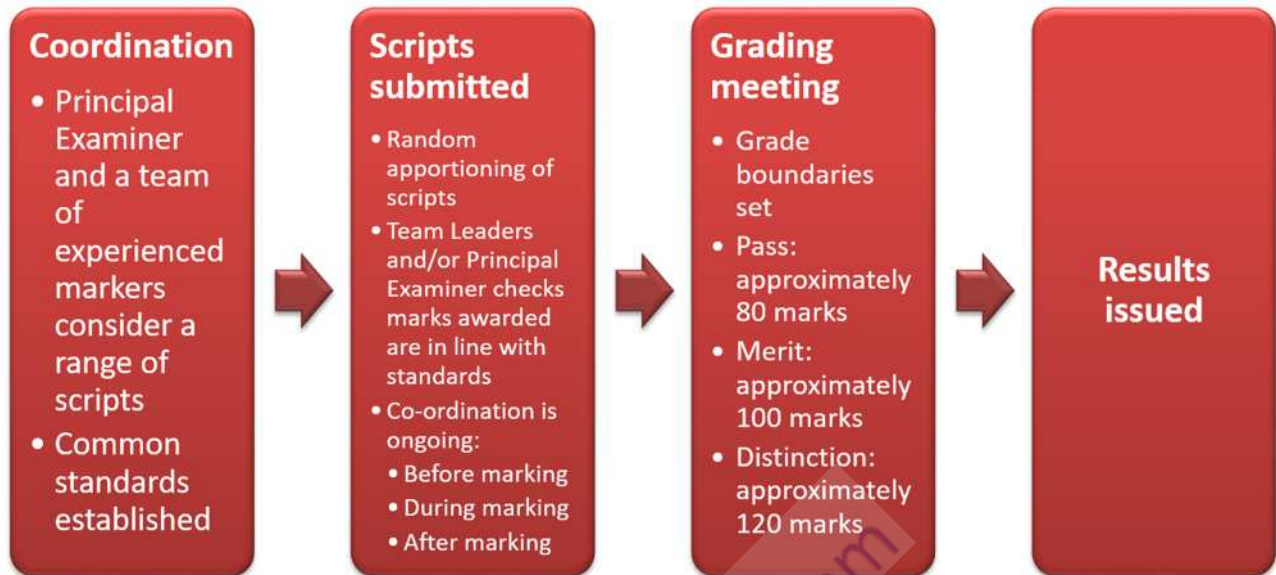 Coordination
• Principal
Examiner
and a team
of
experienced
markers
consider a
range of
scripts
• Common
standards
established
Scripts
submitted
• Random
apportioning of
scripts
• Team Leaders
and/or Principal
Examiner checks
marks awarded
are in line with
standards
• Co-ordination is
ongoing:
• Before marking
• During marking
• After marking
Grading
meeting
• Grade
boundaries
set
• Pass:
approximately
80 marks
• Merit:
approximately
100 marks
• Distinction:
approximately
120 marks
Results
issued